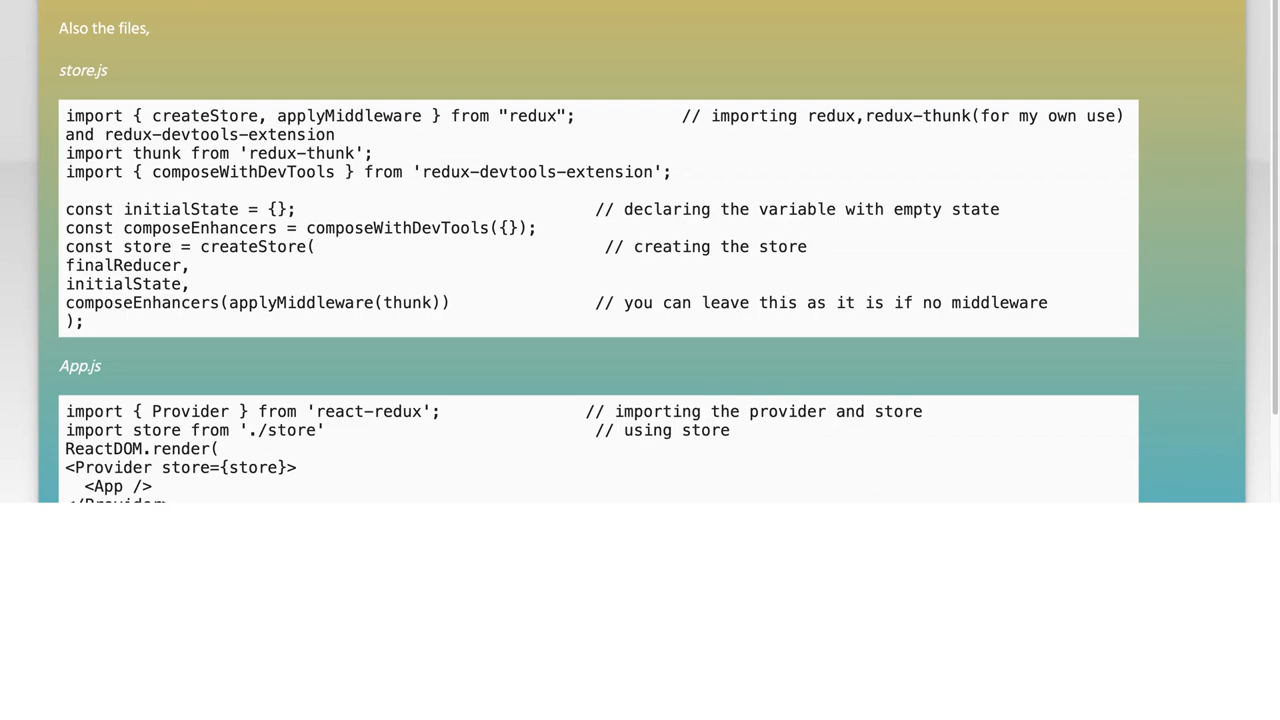 Also the files,
store.js
import { createStore, applyMiddleware } from "redux";           // importing redux,redux-thunk(for my own use)
and redux-devtools-extension
import thunk from 'redux-thunk';
import { composeWithDevTools } from 'redux-devtools-extension';
const initialState = {};                               // declaring the variable with empty state
const composeEnhancers = composeWithDevTools({});
const store = createStore(                              // creating the store
finalReducer,
initialState,
composeEnhancers(applyMiddleware(thunk))               // you can leave this as it is if no middleware
);
App.js
import { Provider } from 'react-redux';               // importing the provider and store
import store from './store'                            // using store
ReactDOM.render(
<Provider store={store}>
  <App />
</Provider>